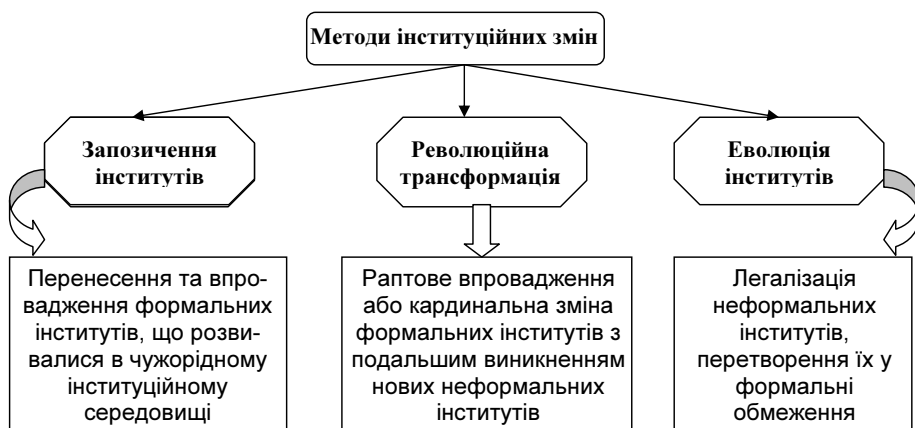 Методи інституційних змін
Запозичення
інститутів
Революційна
трансформація
Еволюція
інститутів
Перенесення та впро-
вадження формальних
інститутів, що розви-
валися в чужорідному
інституційному
середовищі
Раптове впровадження
або кардинальна зміна
формальних інститутів з
подальшим виникненням
нових неформальних
інститутів
Легалізація
неформальних
інститутів,
перетворення їх у
формальні
обмеження